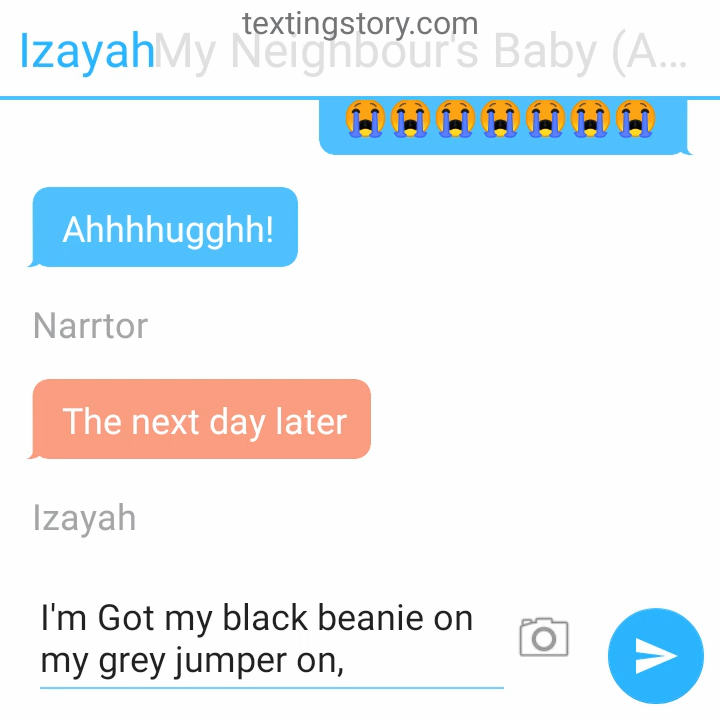 textingstory.com
Izayah My Neighbour's Baby (A...
😭😭😭😭😭😭😭
Ahhhhugghh!
Narrtor
The next day later
Izayah
I'm Got my black beanie on
my grey jumper on,